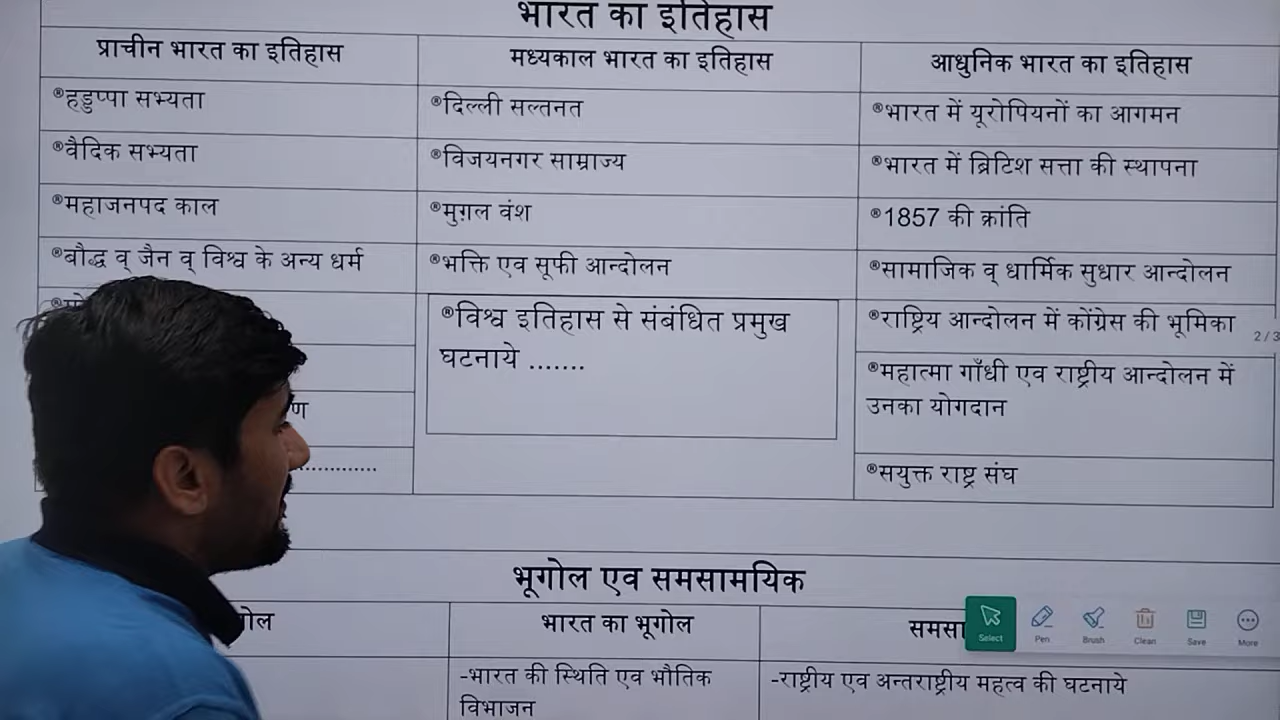 भारत का इतिहास
प्राचीन भारत का इतिहास
®हड्डप्पा सभ्यता
®वैदिक सभ्यता
®महाजनपद काल
®बौद्ध व् जैन व् विश्व के अन्य धर्म
मध्यकाल भारत का इतिहास
®दिल्ली सल्तनत
®विजयनगर साम्राज्य
®मुग़ल वंश
®भक्ति एव सूफी आन्दोलन
®विश्व इतिहास से संबंधित प्रमुख
घटनाये .......
आधुनिक भारत का इतिहास
®भारत में यूरोपियनों का आगमन
®भारत में ब्रिटिश सत्ता की स्थापना
®1857 की क्रांति
®सामाजिक व् धार्मिक सुधार आन्दोलन
®राष्ट्रिय आन्दोलन में कोंग्रेस की भूमिका
®महात्मा गाँधी एव राष्ट्रीय आन्दोलन में
उनका योगदान
®सयुक्त राष्ट्र संघ
2/3
भूगोल एव समसामयिक
भारत का भूगोल
-भारत की स्थिति एव भौतिक
विभाजन
-राष्ट्रीय एव अन्तराष्ट्रीय महत्व की घटनाये
Select
Pen
Brush
Clean
Save
More